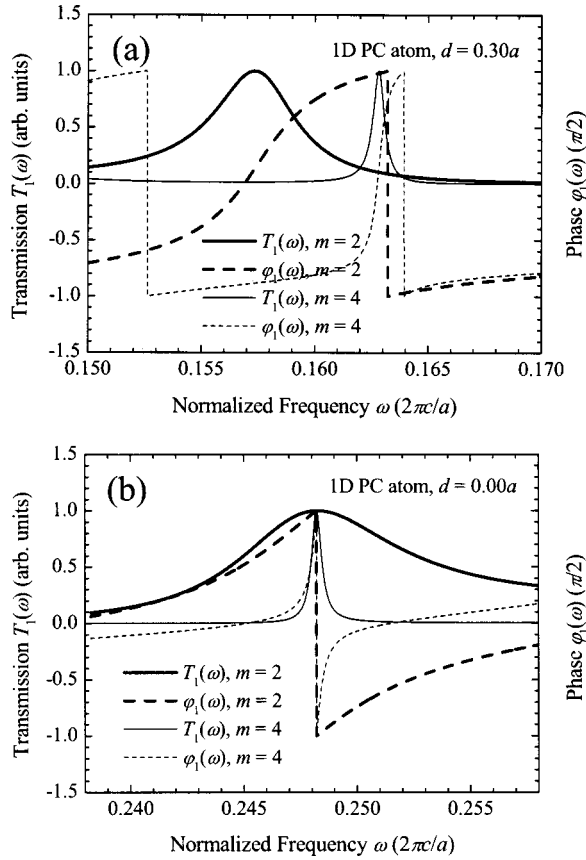 (a)
1D PC atom, d = 0.30a
Transmission T₁(ω) (arb. units)
1.5
1.0
0.5
0.0
-0.5
-1.0
-1.5
T₁(ω), m = 2
φ₁(ω), m = 2
T₁(ω), m = 4
φ₁(ω), m = 4
Phase φ₁(ω) (π/2)
0.150 0.155 0.160 0.165 0.170
Normalized Frequency ω (2πc/a)
(b)
1D PC atom, d = 0.00a
Transmission T₁(ω) (arb. units)
1.5
1.0
0.5
0.0
-0.5
-1.0
-1.5
T₁(ω), m = 2
φ₁(ω), m = 2
T₁(ω), m = 4
φ₁(ω), m = 4
Phase φ₁(ω) (π/2)
0.240 0.245 0.250 0.255
Normalized Frequency ω (2πc/a)